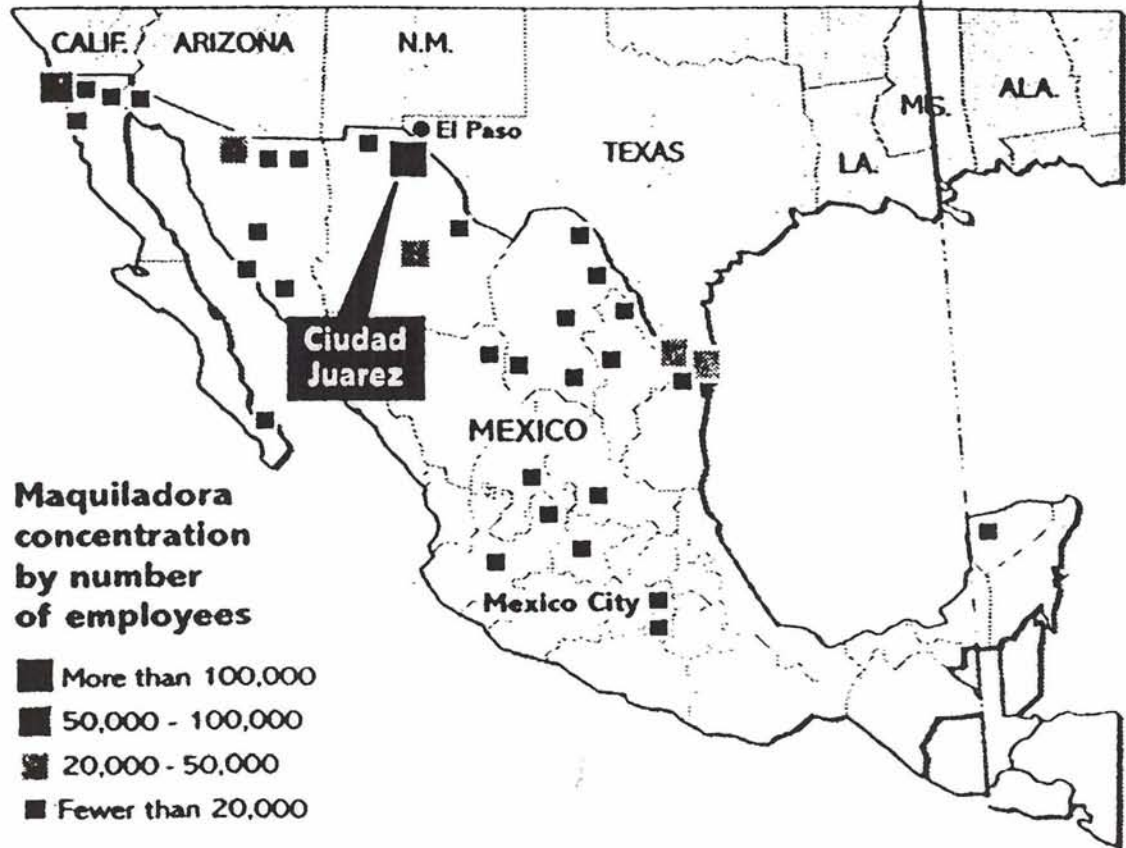 CALIF.
ARIZONA
N.M.
El Paso
TEXAS
LA.
MIS.
ALA.
Ciudad
Juarez
MEXICO
Mexico City
Maquiladora
concentration
by number
of employees
More than 100,000
50,000 - 100,000
20,000 - 50,000
Fewer than 20,000